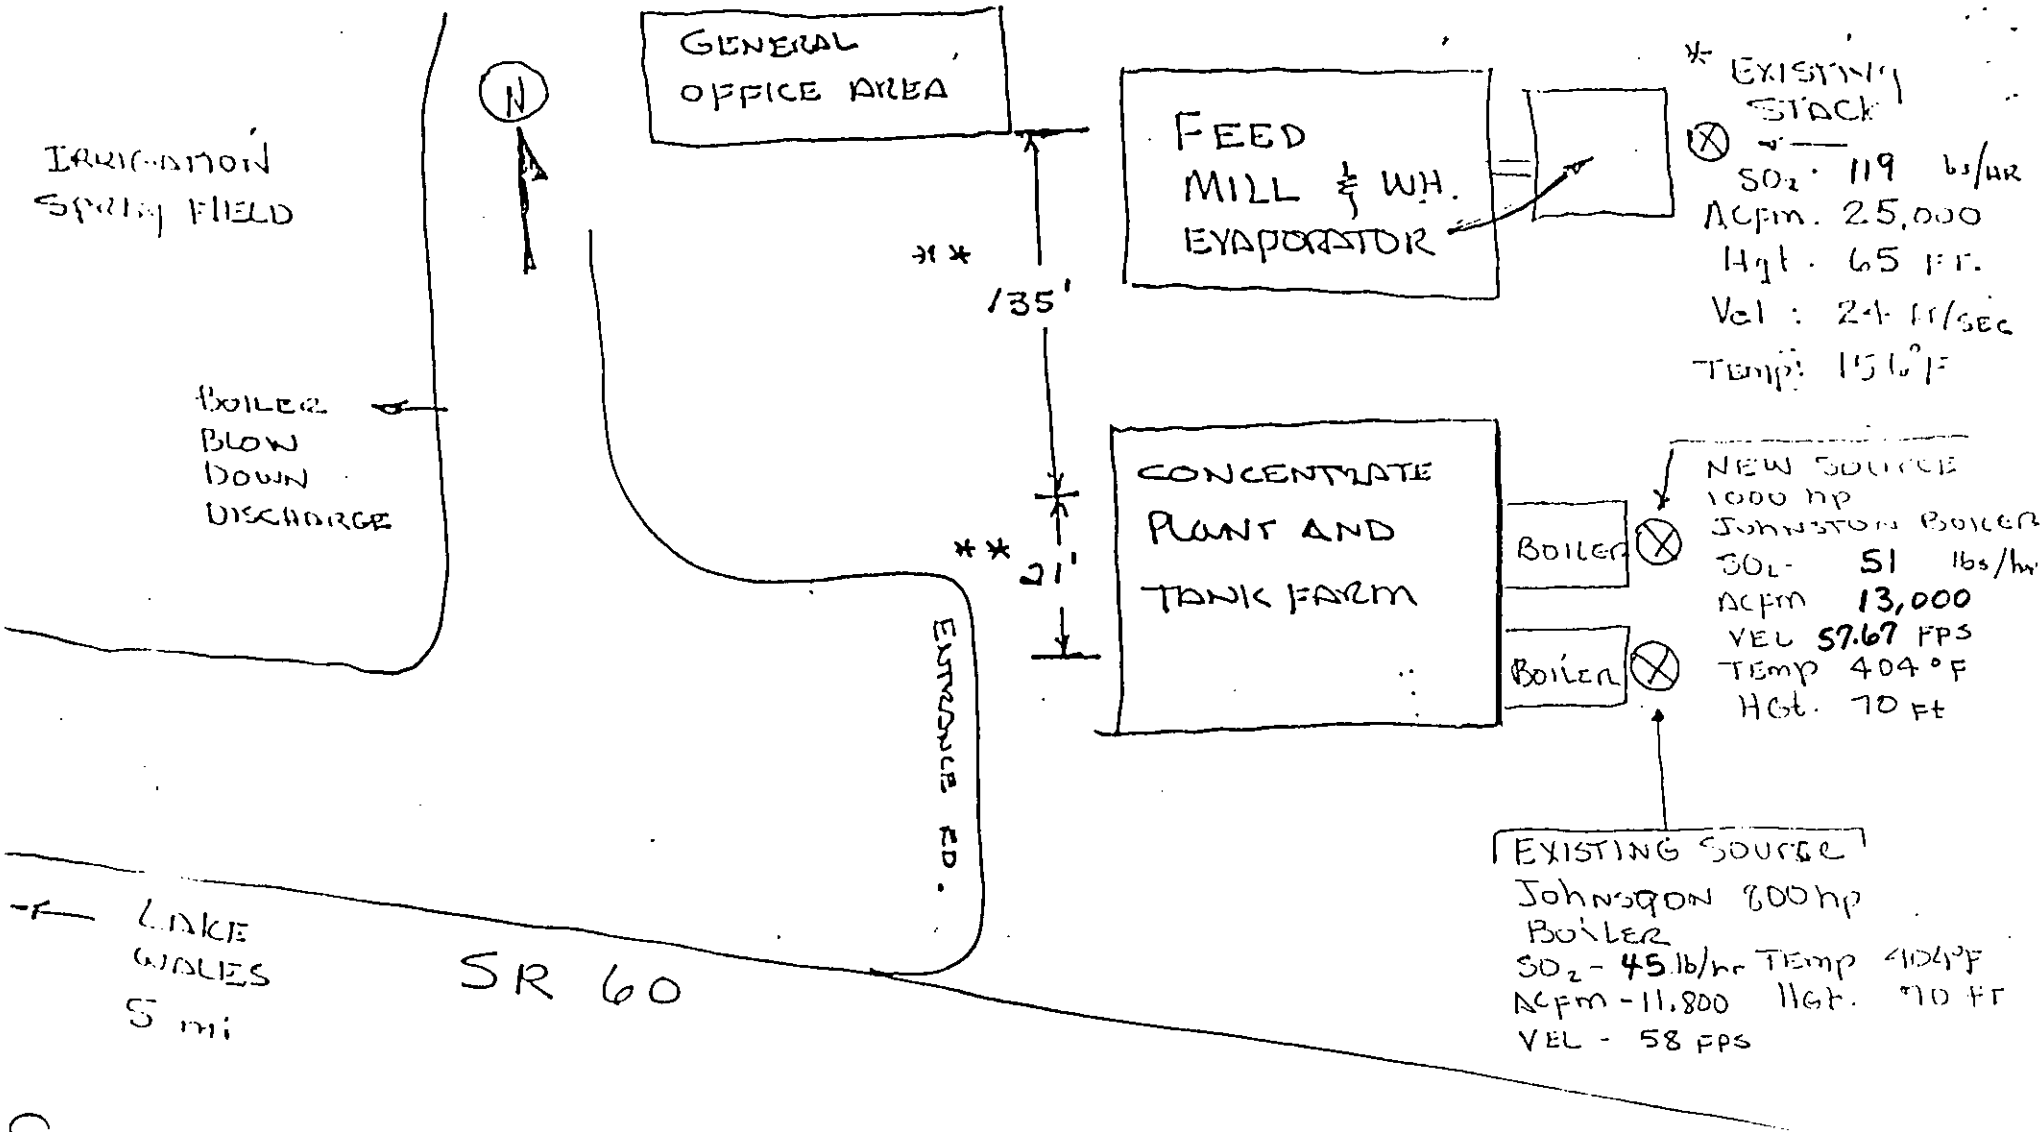 GENERAL
OFFICE AREA
N
IRRIGATION
SPRAY FIELD
FEED
MILL & WH.
EVAPORATOR
* EXISTING
STACK
SO2 · 119 lbs/HR
ACFM. 25,000
Hgt. 65 FT.
Vel : 24 FT/SEC
TEMP: 156°F
**
135'
BOILER
BLOW
DOWN
DISCHARGE
CONCENTRATE
PLANT AND
TANK FARM
** 21'
BOILER
BOILER
NEW SOURCE
1000 hp
JOHNSTON BOILER
SO2- 51 lbs/hr
ACFM 13,000
VEL 57.67 FPS
TEMP 404°F
HGt. 70 Ft
ENTRANCE RD.
EXISTING SOURCE
JOHNSTON 800 hp
BOILER
SO2 - 45 lb/hr TEMP 404°F
ACFM - 11,800 HGt. 70 FT
VEL - 58 FPS
LAKE
WALES
5 mi
SR 60